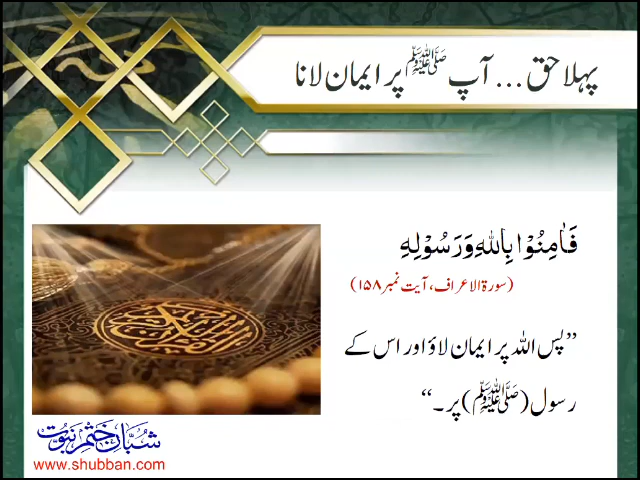 پہلا حق ... آپ ﷺ پر ایمان لانا
فَاٰمِنُوْا بِاللّٰهِ وَرَسُوْلِهِ
(سورۃ الاعراف، آیت نمبر ۱۵۸)
”پس اللہ پر ایمان لاؤ اور اس کے
رسول (ﷺ) پر۔“
شبان ختم نبوت
www.shubban.com